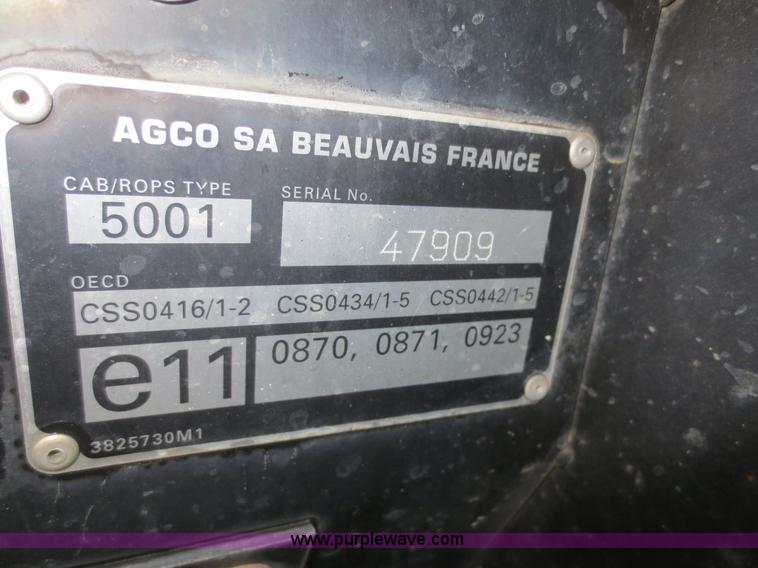 AGCO SA BEAUVAIS FRANCE
CAB/ROPS TYPE
5001
SERIAL No.
47909
OECD
CSS0416/1-2 CSS0434/1-5 CSS0442/1-5
e11
0870, 0871, 0923
3825730M1
www.purplewave.com